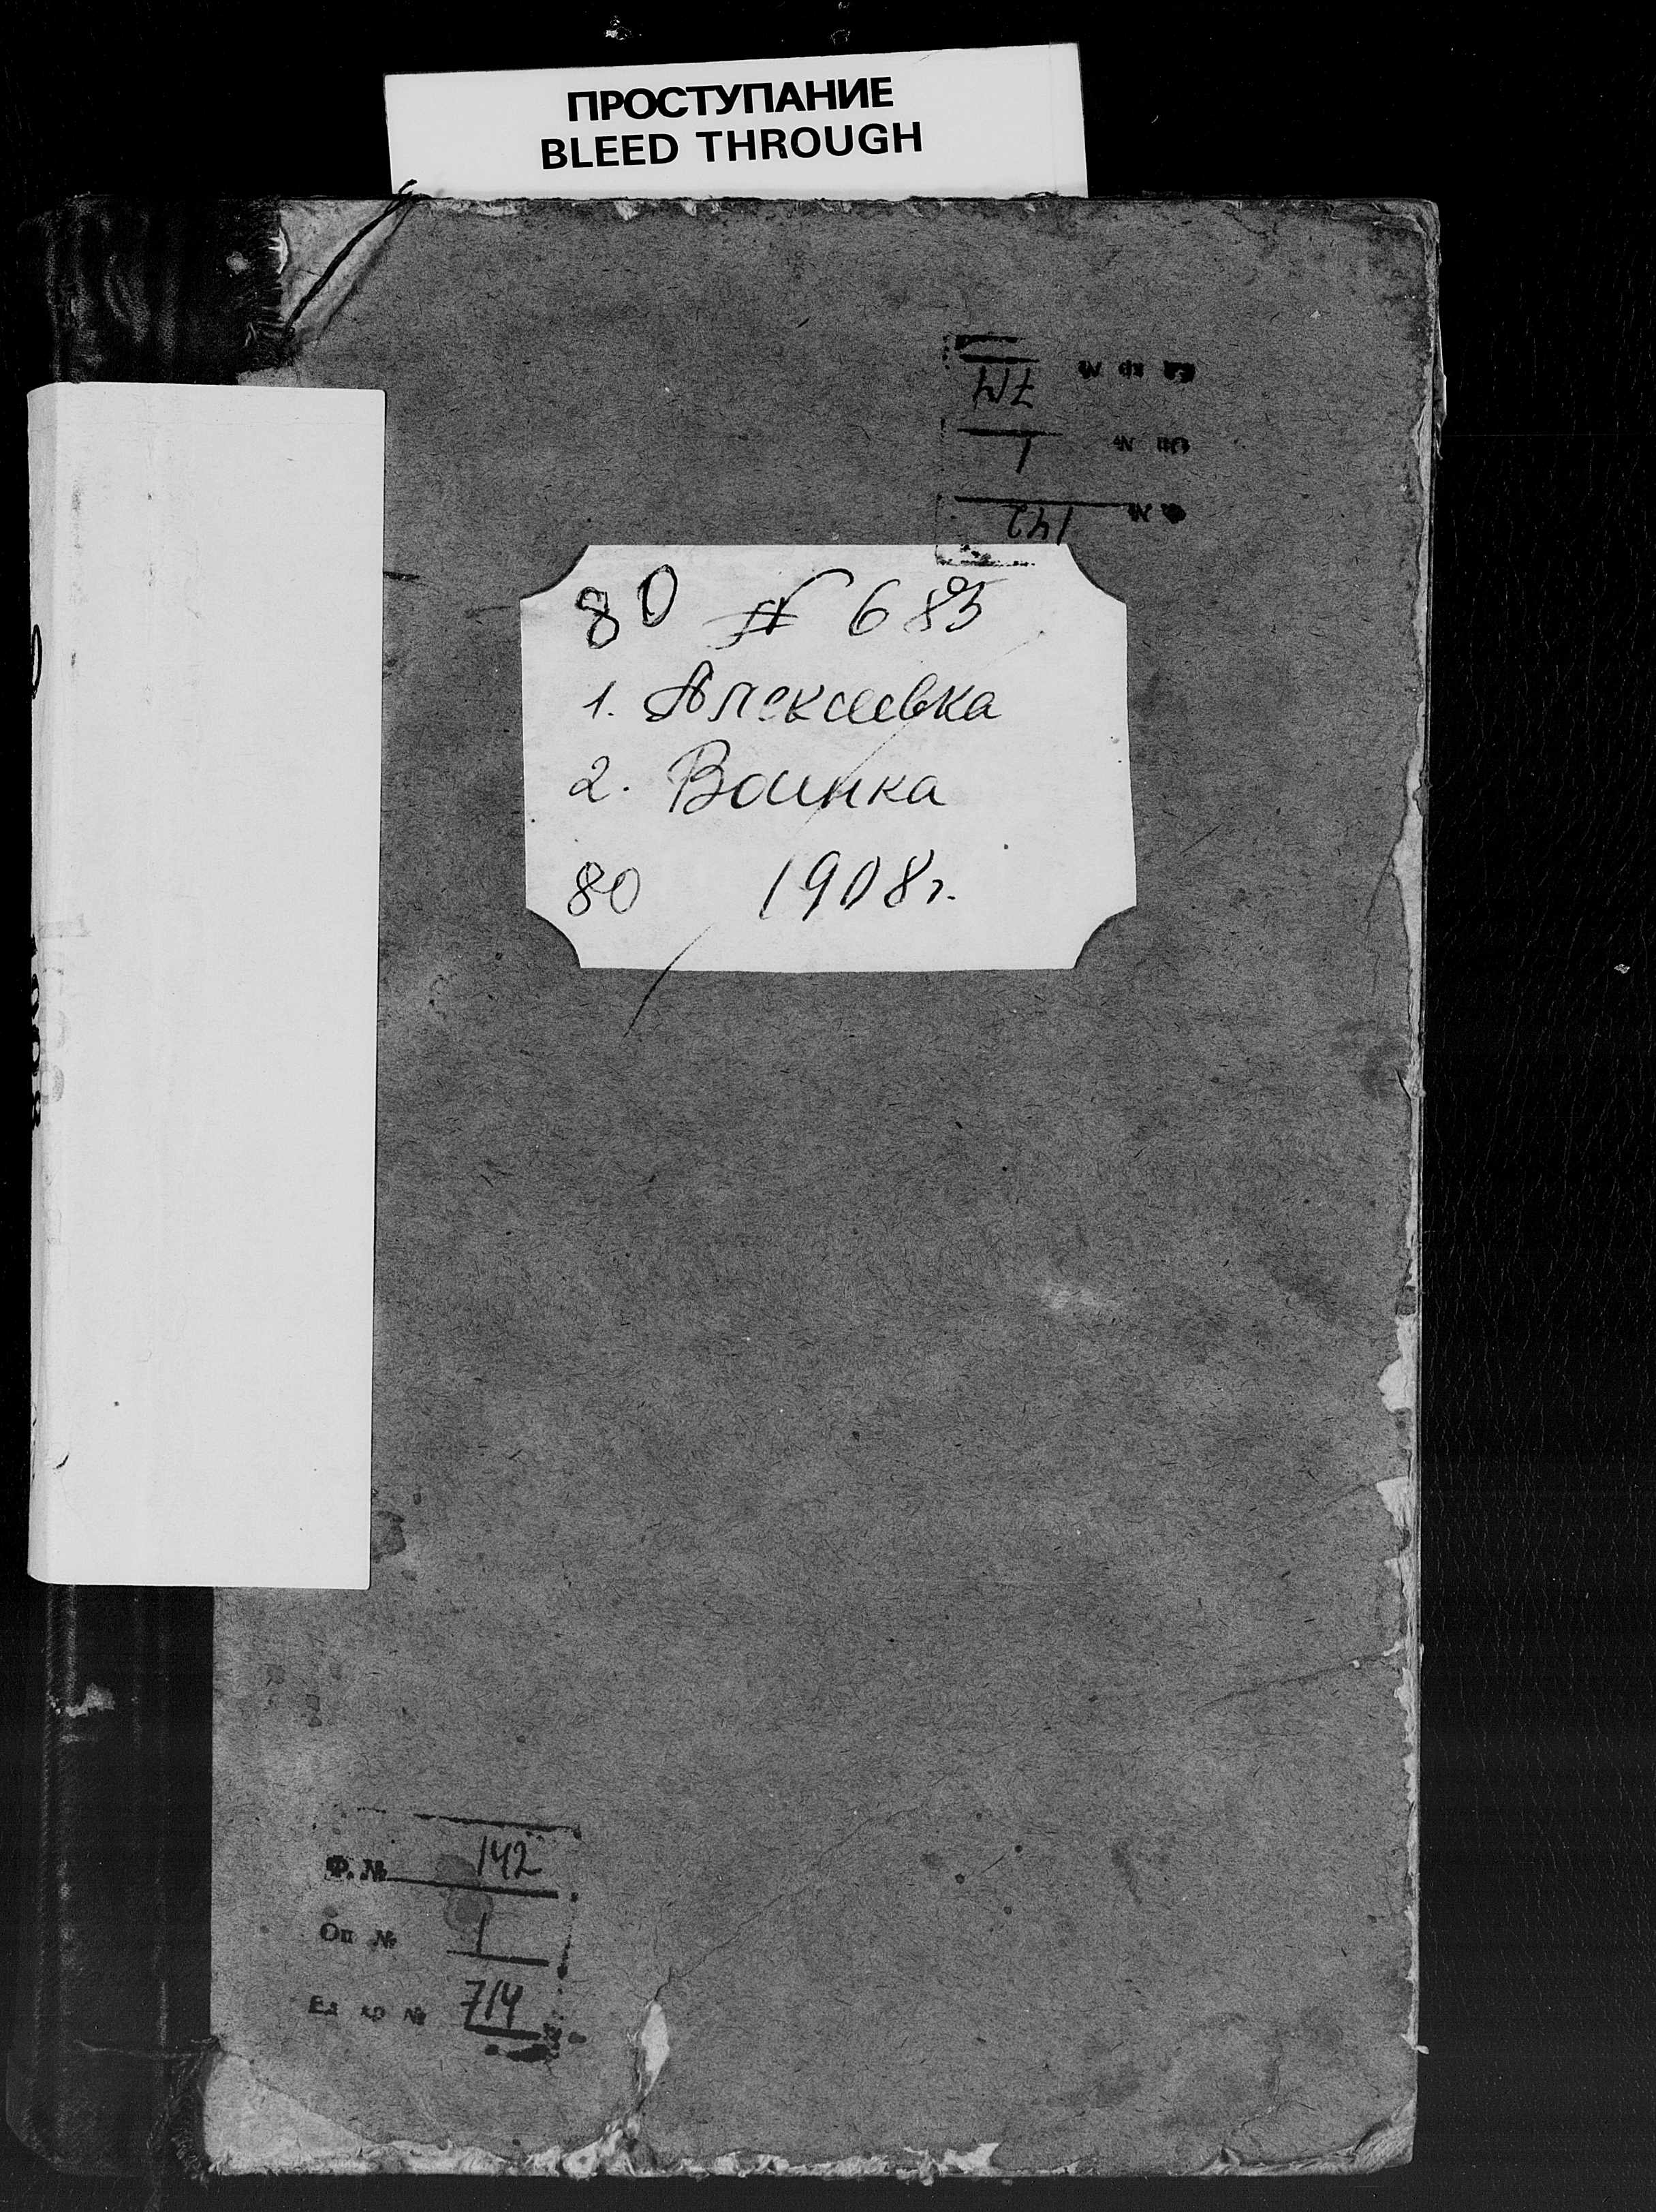 ПРОСТУПАНИЕ
BLEED THROUGH
Ед хр № 714
Оп № 1
Ф. № 142
80 № 685
1. Алексеевка
2. Воинка
80 1908 г.
Ф. № 142
Оп № 1
Ед хр № 714